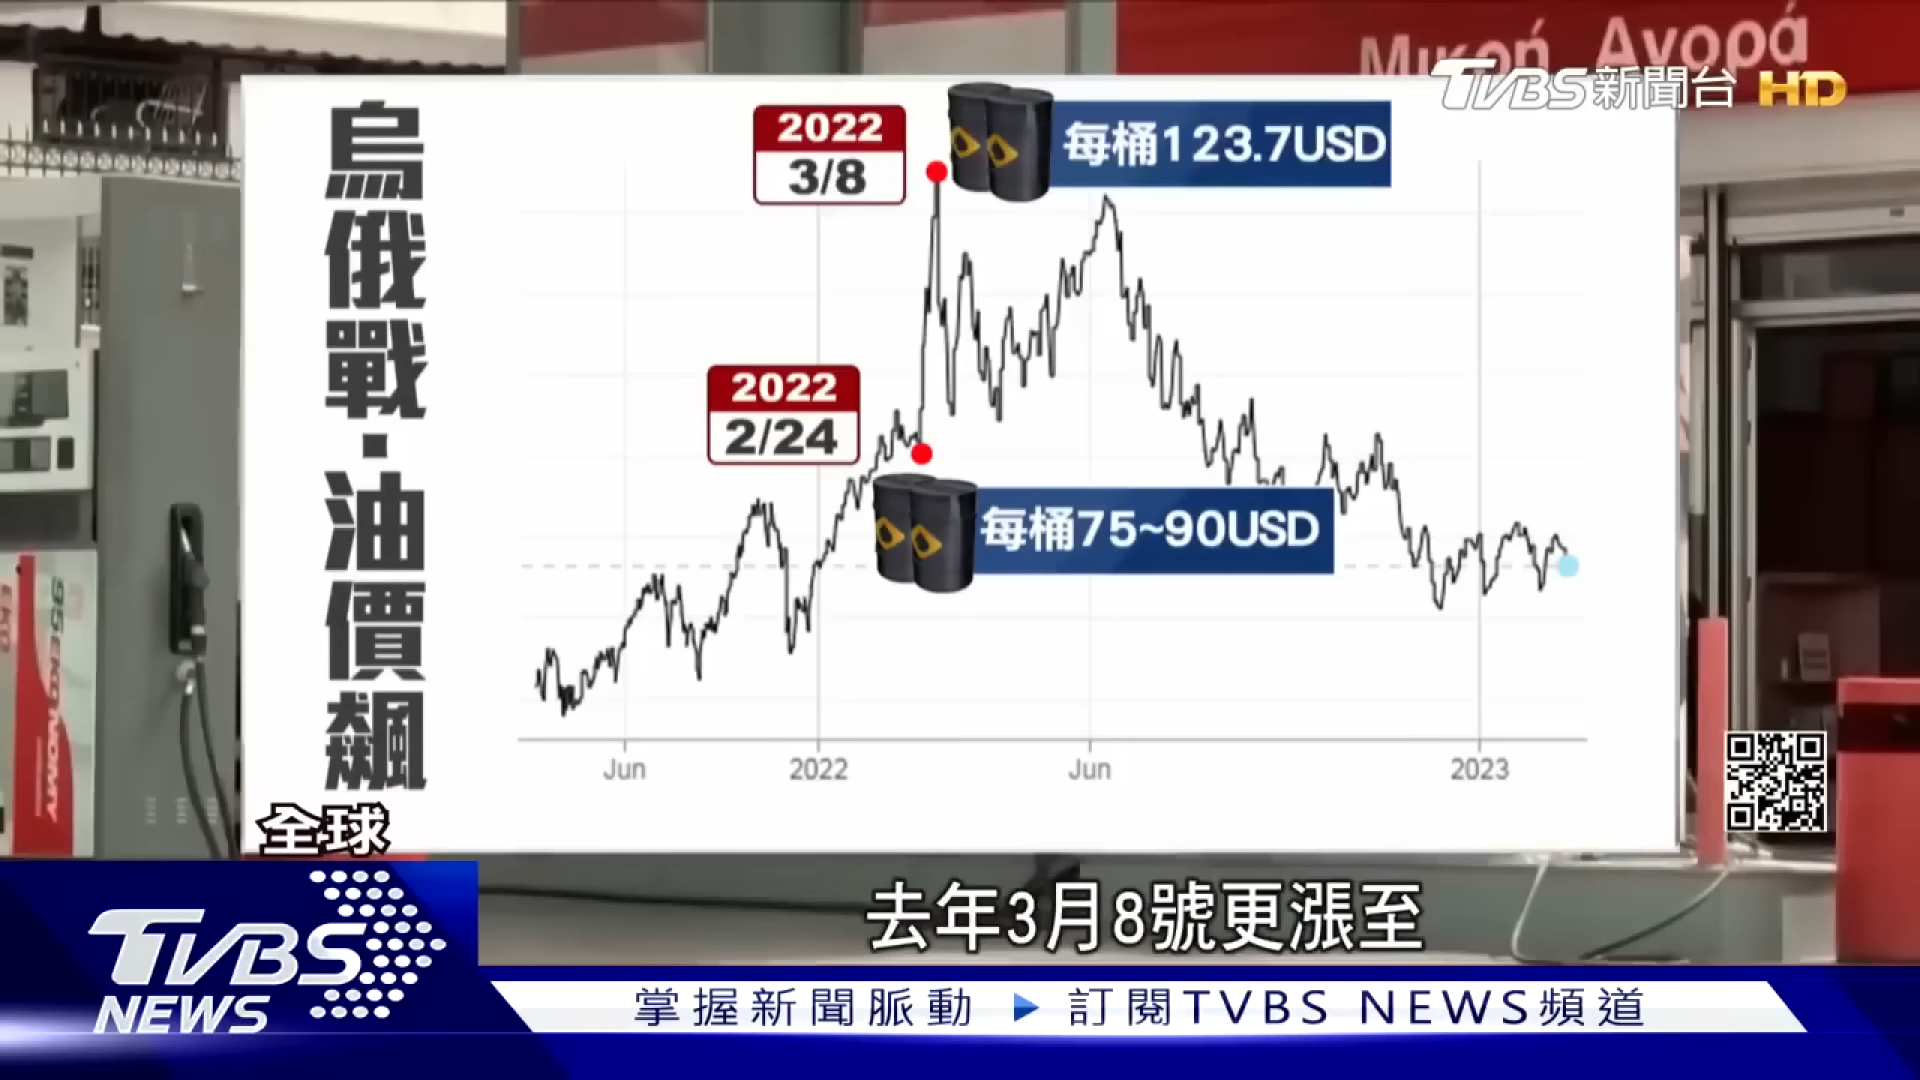 Μικρή Αγορά
TVBS新聞台 HD
烏俄戰·油價飆
2022
3/8
每桶123.7USD
2022
2/24
每桶75~90USD
Jun
2022
Jun
2023
95EKONOMY
EKO
全球
去年3月8號更漲至
TVBS
NEWS
掌握新聞脈動 ▶ 訂閱TVBS NEWS頻道